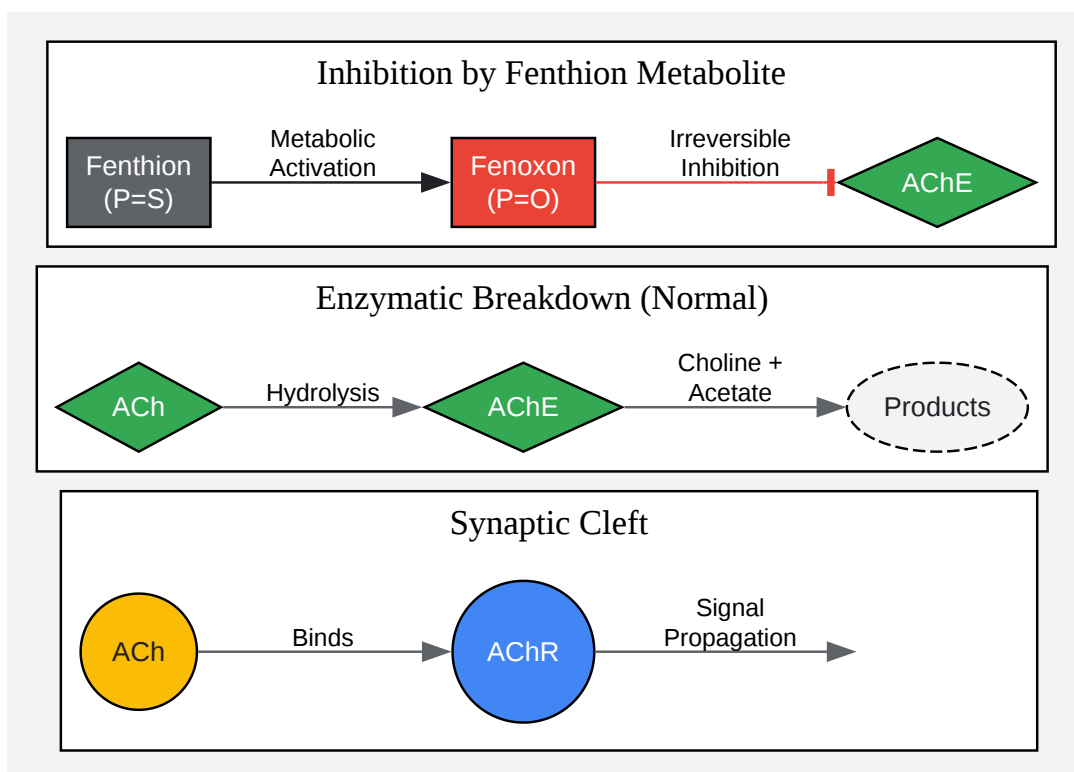 Inhibition by Fenthion Metabolite
Metabolic
Activation
Irreversible
Inhibition
Fenthion
(P=S)
Fenoxon
(P=O)
AChE
Enzymatic Breakdown (Normal)
Choline +
Acetate
Hydrolysis
ACh
AChE
Products
Synaptic Cleft
Signal
Propagation
Binds
ACh
AChR